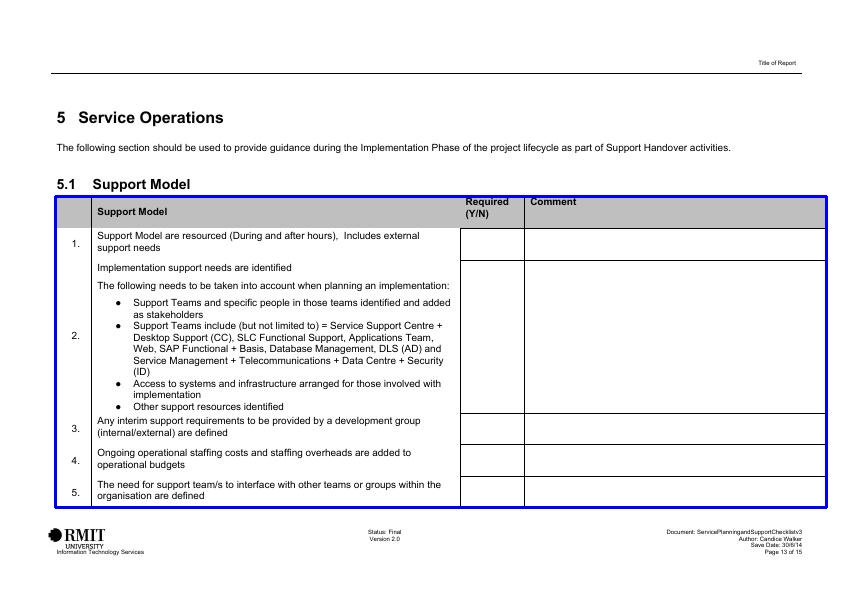 Title of Report
5 Service Operations
The following section should be used to provide guidance during the Implementation Phase of the project lifecycle as part of Support Handover activities.
5.1 Support Model
Support Model
Required
(Y/N)
Comment
1.
Support Model are resourced (During and after hours), Includes external
support needs
2.
Implementation support needs are identified
The following needs to be taken into account when planning an implementation:
● Support Teams and specific people in those teams identified and added
as stakeholders
● Support Teams include (but not limited to) = Service Support Centre +
Desktop Support (CC), SLC Functional Support, Applications Team,
Web, SAP Functional + Basis, Database Management, DLS (AD) and
Service Management + Telecommunications + Data Centre + Security
(ID)
● Access to systems and infrastructure arranged for those involved with
implementation
● Other support resources identified
3.
Any interim support requirements to be provided by a development group
(internal/external) are defined
4.
Ongoing operational staffing costs and staffing overheads are added to
operational budgets
5.
The need for support team/s to interface with other teams or groups within the
organisation are defined
RMIT
UNIVERSITY
Information Technology Services
Status: Final
Version 2.0
Document: ServicePlanningandSupportChecklistv3
Author: Candice Walker
Save Date: 30/6/14
Page 13 of 15